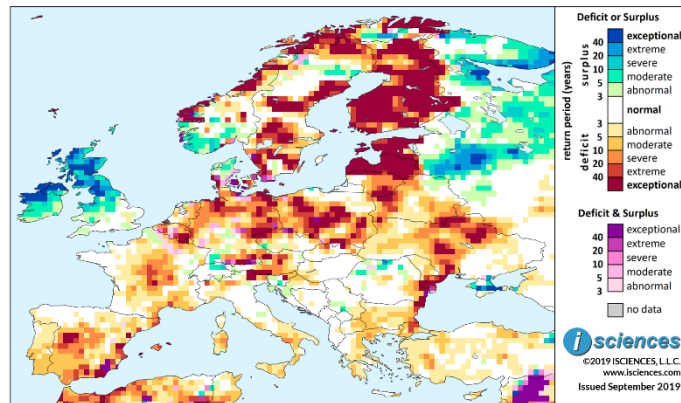 Deficit or Surplus
exceptional
40
extreme
20
severe
10
moderate
5
abnormal
3
normal
3
abnormal
5
moderate
10
severe
20
extreme
40
exceptional
return period (years)
surplus
deficit
Deficit & Surplus
exceptional
40
extreme
20
severe
10
moderate
5
abnormal
3
no data
i sciences
©2019 ISCIENCES, L.L.C.
www.isciences.com
Issued September 2019